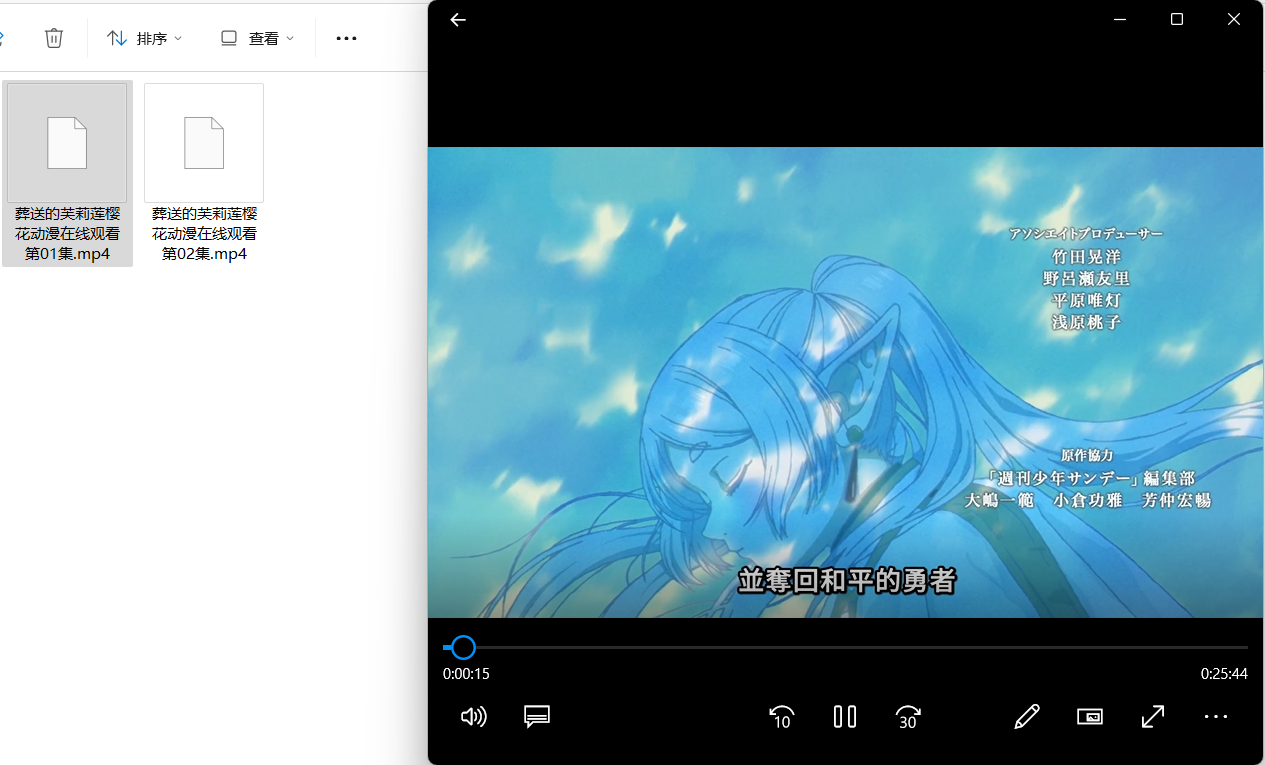 排序
查看
葬送的芙莉莲樱
花动漫在线观看
第01集.mp4
葬送的芙莉莲樱
花动漫在线观看
第02集.mp4
アソシエイトプロデューサー
竹田晃洋
野呂瀬友里
平原唯灯
浅原桃子
原作協力
「週刊少年サンデー」編集部
大嶋一範 小倉功雅 芳仲宏暢
並奪回和平的勇者
0:00:15
0:25:44
10
30